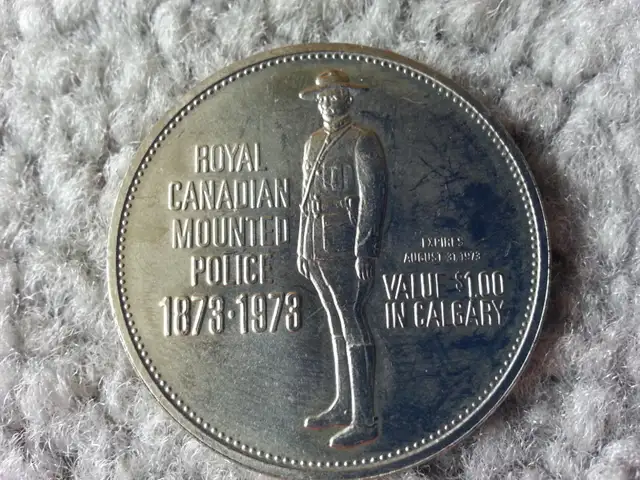 ROYAL
CANADIAN
MOUNTED
POLICE
1873·1973
EXPIRES
AUGUST 31, 1973
VALUE $1.00
IN CALGARY